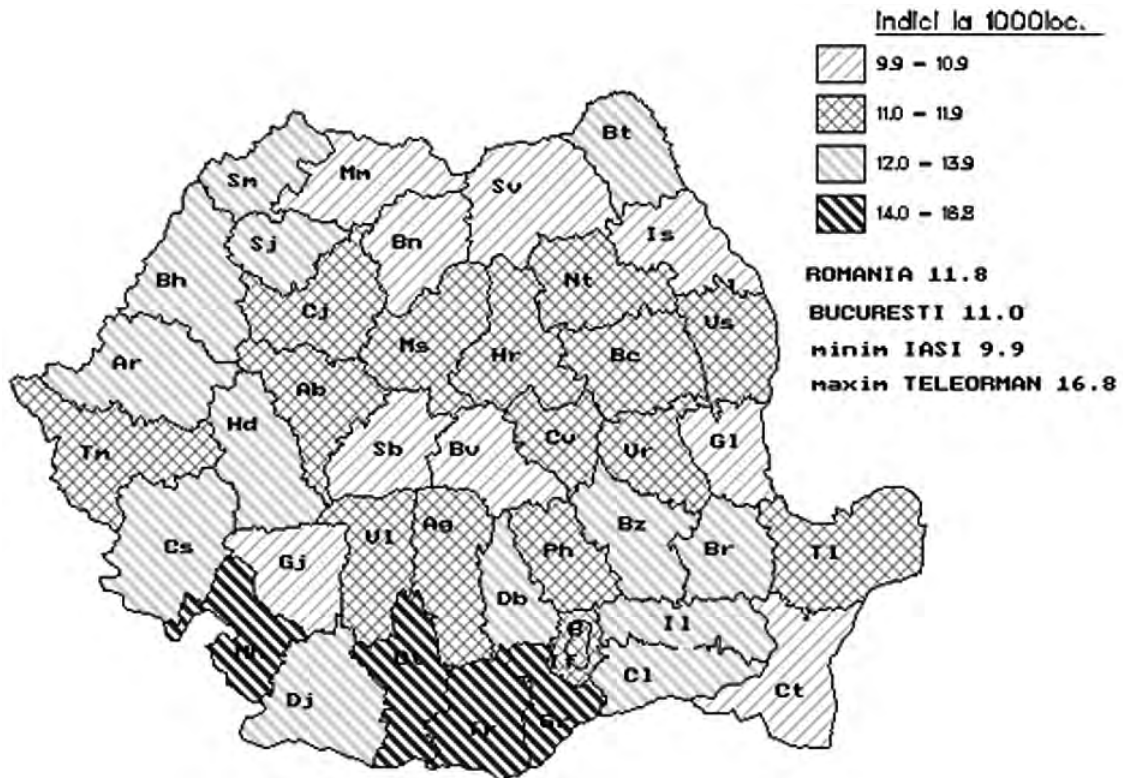 Indici la 1000loc.
9.9 - 10.9
11.0 - 11.9
12.0 - 13.9
14.0 - 16.8
ROMANIA 11.8
BUCURESTI 11.0
minim IASI 9.9
maxim TELEORMAN 16.8
Bt
Sm
Mm
Sv
Is
Sj
Bn
Bh
Cj
Nt
Vs
Ms
Hr
Bc
Ar
Ab
Hd
Tm
Sb
Bv
Cv
Vr
Gl
Cs
Gj
Vl
Ag
Ph
Bz
Br
Tl
Db
B
If
Il
Mh
Ot
Cl
Dj
Tr
Gr
Ct